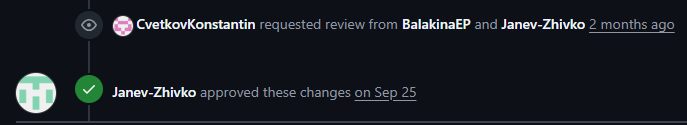 CvetkovKonstantin requested review from BalakinaEP and Janev-Zhivko 2 months ago
Janev-Zhivko approved these changes on Sep 25